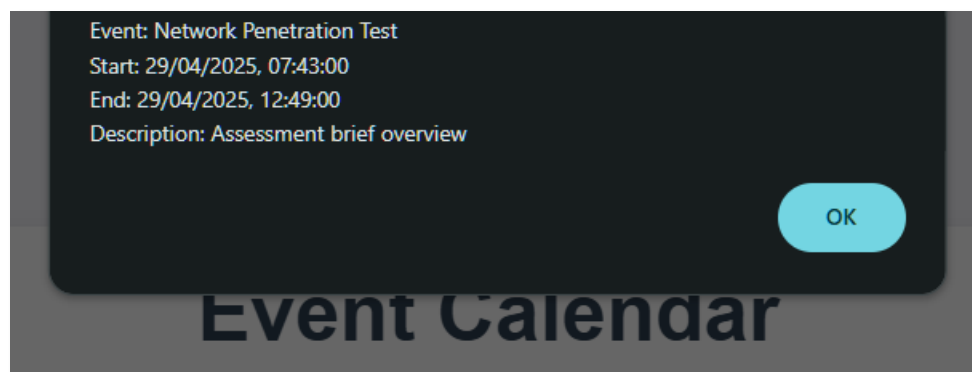 Event: Network Penetration Test
Start: 29/04/2025, 07:43:00
End: 29/04/2025, 12:49:00
Description: Assessment brief overview
OK
Event Calendar